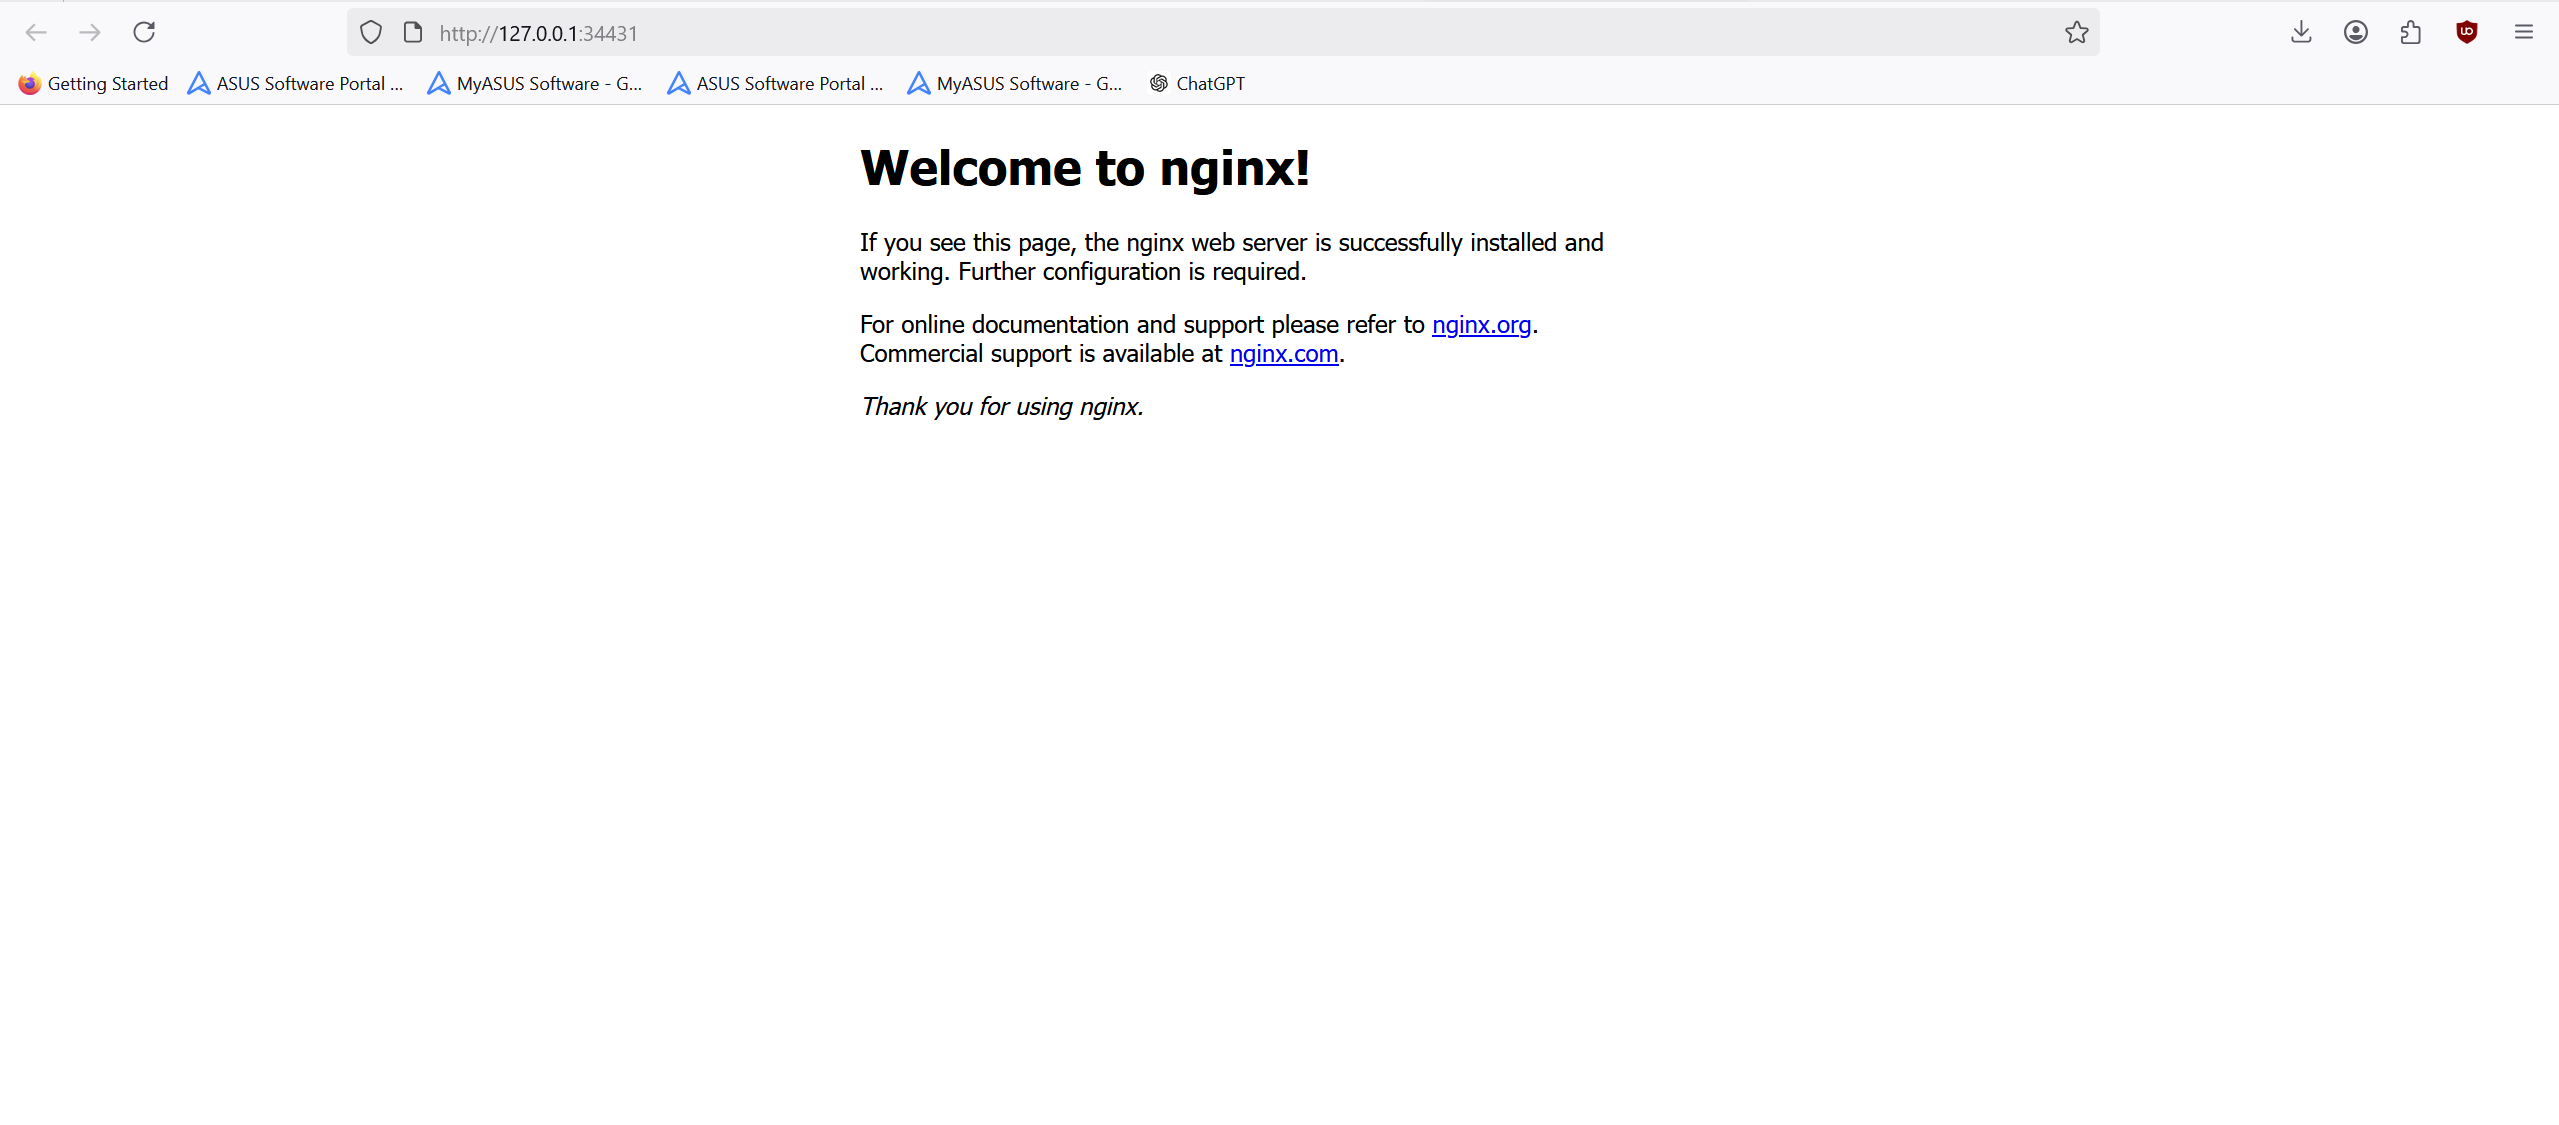 http://127.0.0.1:34431
Getting Started ASUS Software Portal ... MyASUS Software - G... ASUS Software Portal ... MyASUS Software - G... ChatGPT
Welcome to nginx!
If you see this page, the nginx web server is successfully installed and
working. Further configuration is required.
For online documentation and support please refer to nginx.org.
Commercial support is available at nginx.com.
Thank you for using nginx.